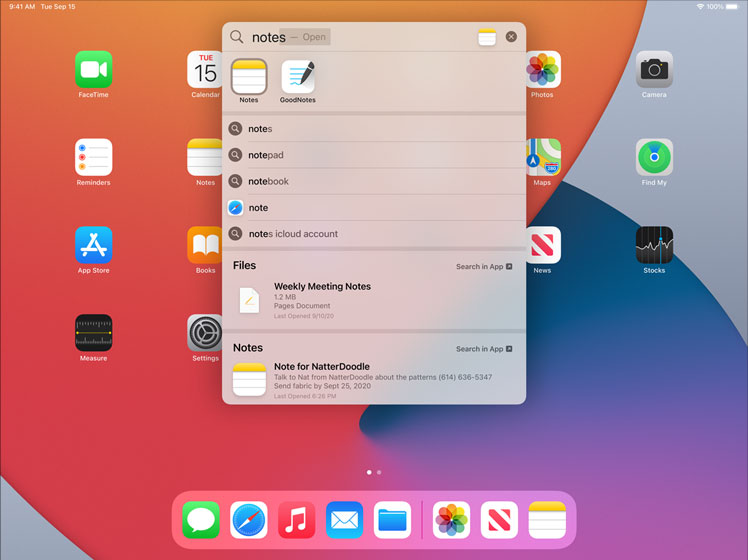 9:41 AM Tue Sep 15
100%
notes — Open
Notes
GoodNotes
notes
notepad
notebook
note
notes icloud account
Files
Search in App
Weekly Meeting Notes
1.2 MB
Pages Document
Last Opened 9/10/20
Notes
Search in App
Note for NatterDoodle
Talk to Nat from NatterDoodle about the patterns (614) 636-5347
Send fabric by Sept 25, 2020
Last Opened 6:26 PM
FaceTime
TUE
15
Calendar
Photos
Camera
Reminders
Notes
Maps
280
Find My
App Store
Books
News
Stocks
Measure
Settings